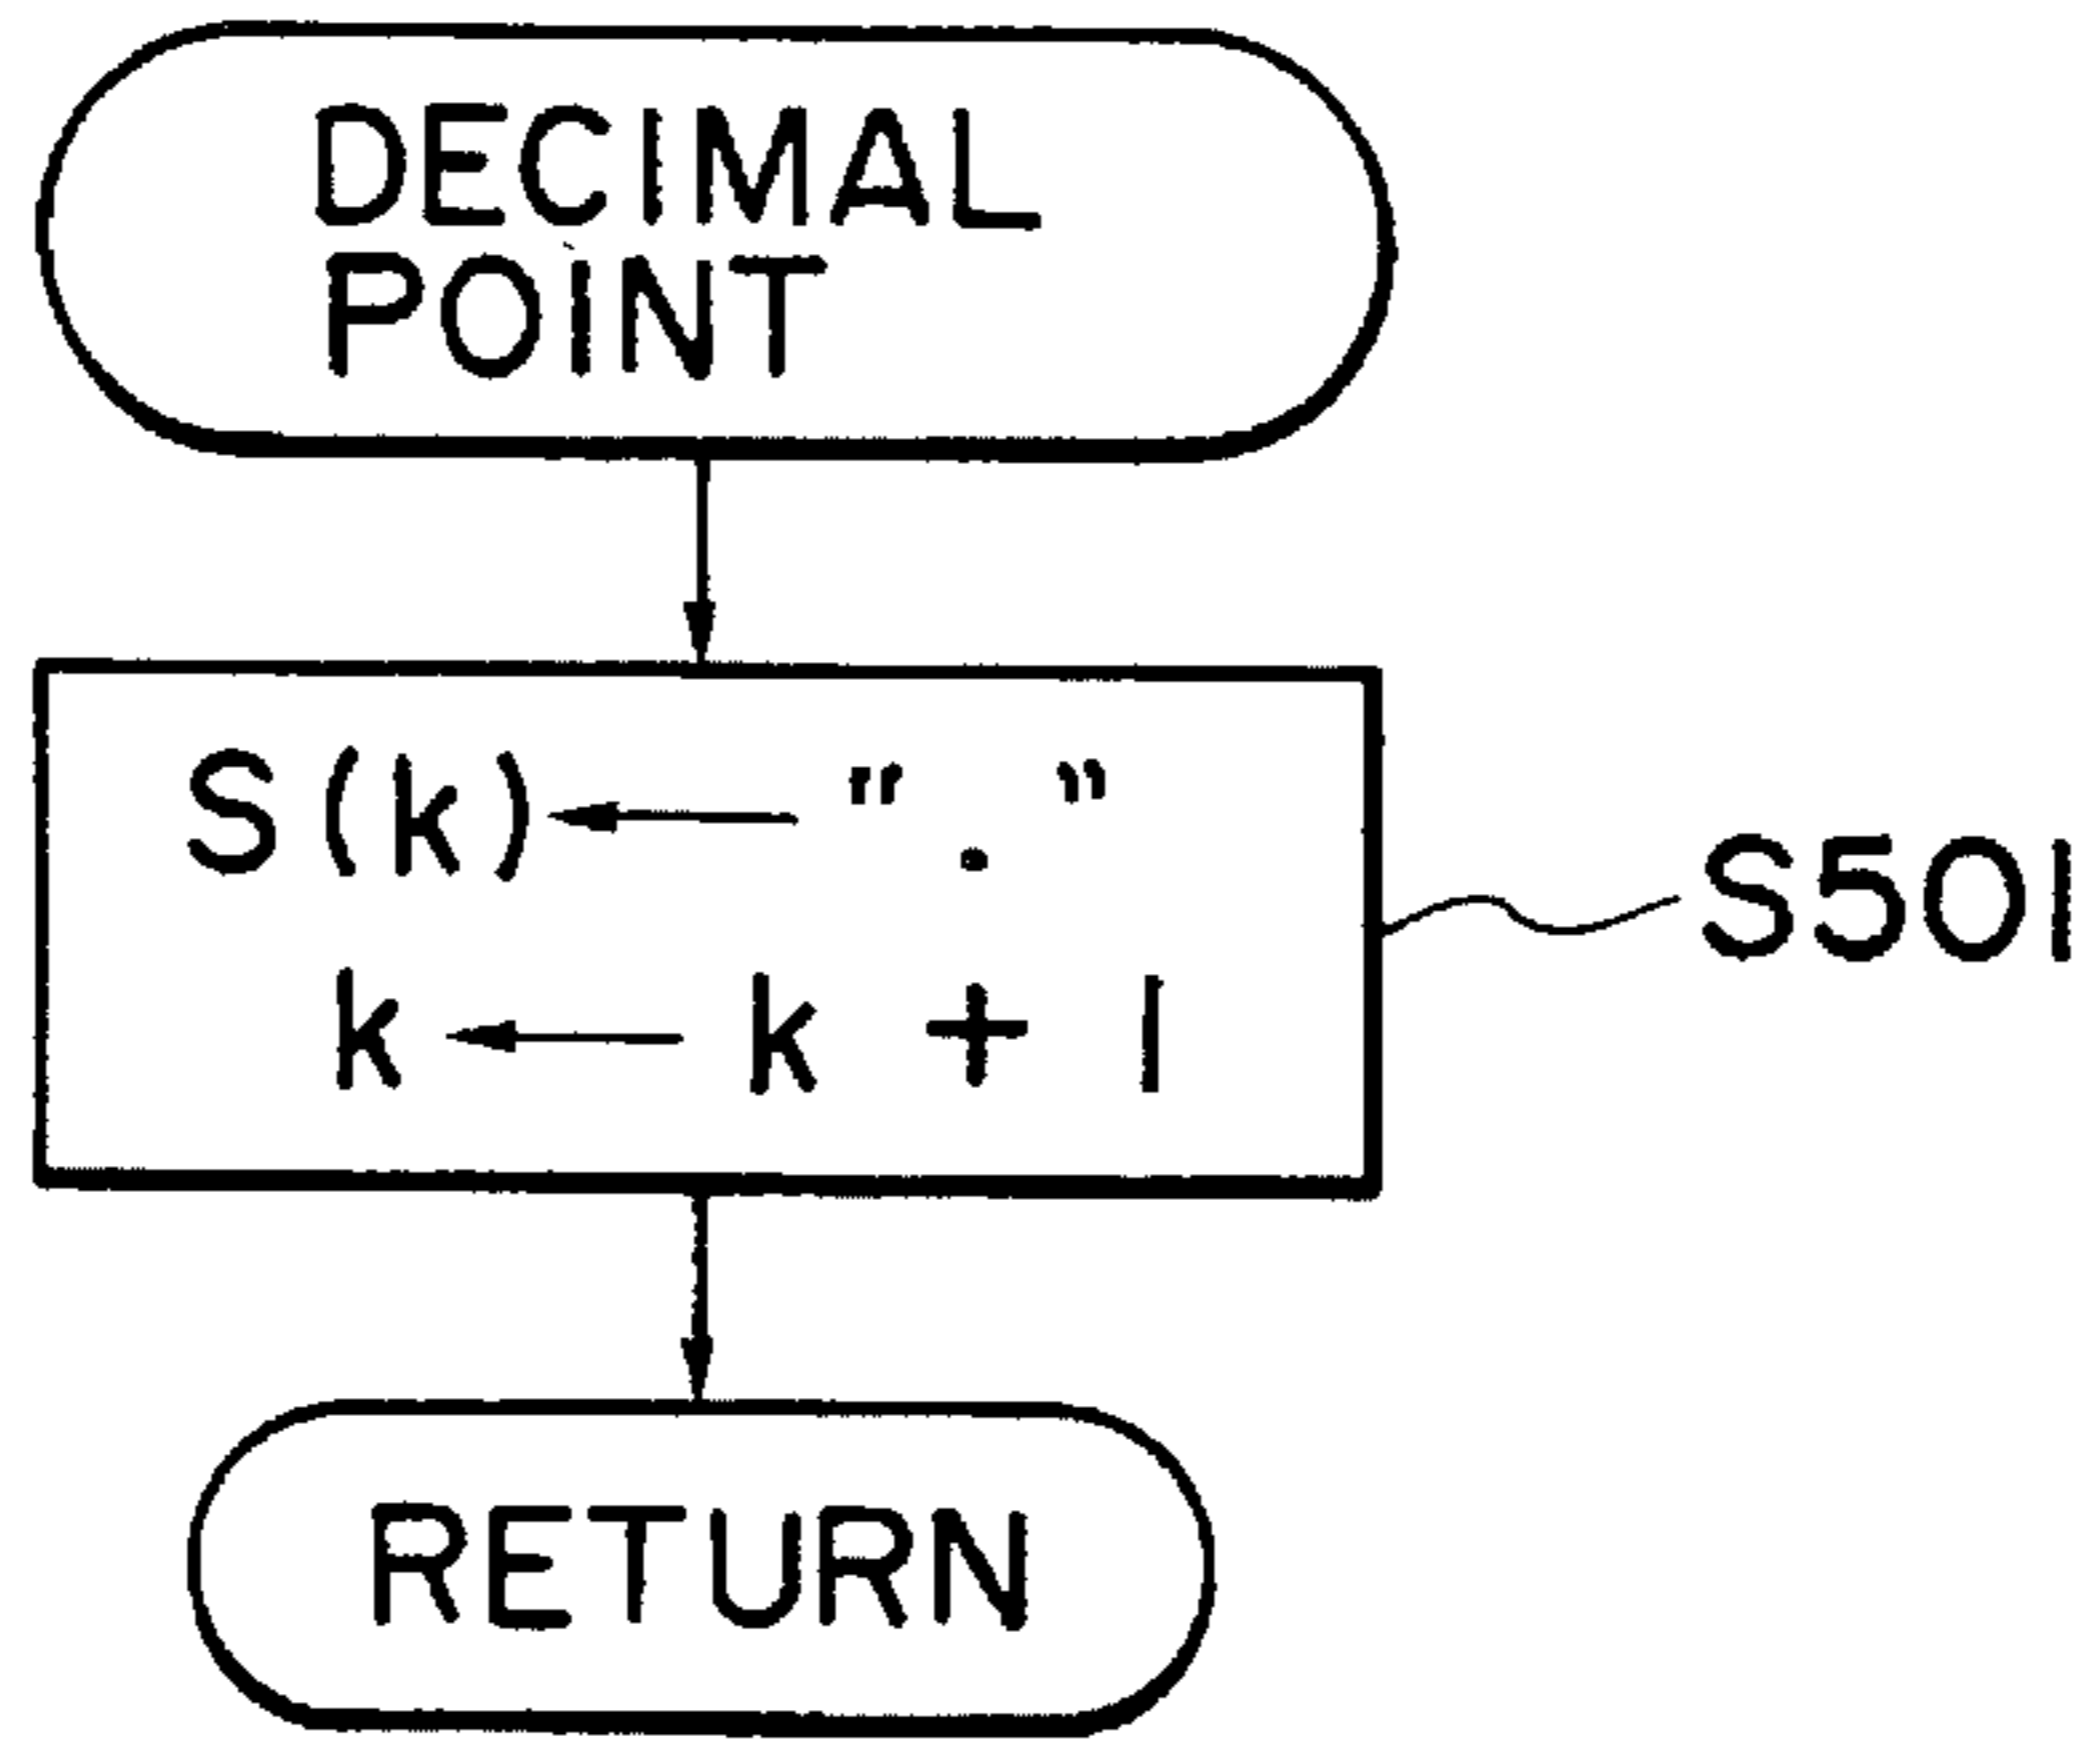 DECIMAL
POINT
S(k) ← “ . ”
k ← k + 1
S501
RETURN